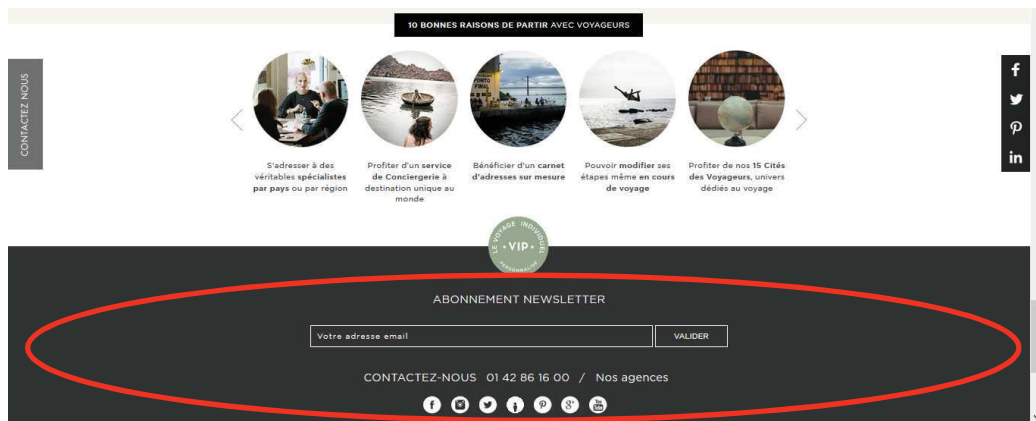 10 BONNES RAISONS DE PARTIR AVEC VOYAGEURS
CONTACTEZ NOUS
PONTO
FINAL
S'adresser à des
véritables spécialistes
par pays ou par région
Profiter d'un service
de Conciergerie à
destination unique au
monde
Bénéficier d'un carnet
d'adresses sur mesure
Pouvoir modifier ses
étapes même en cours
de voyage
Profiter de nos 15 Cités
des Voyageurs, univers
dédiés au voyage
LE VOYAGE INDIVIDUEL
• VIP •
PERSONNALISÉ
ABONNEMENT NEWSLETTER
Votre adresse email
VALIDER
CONTACTEZ-NOUS 01 42 86 16 00 / Nos agences